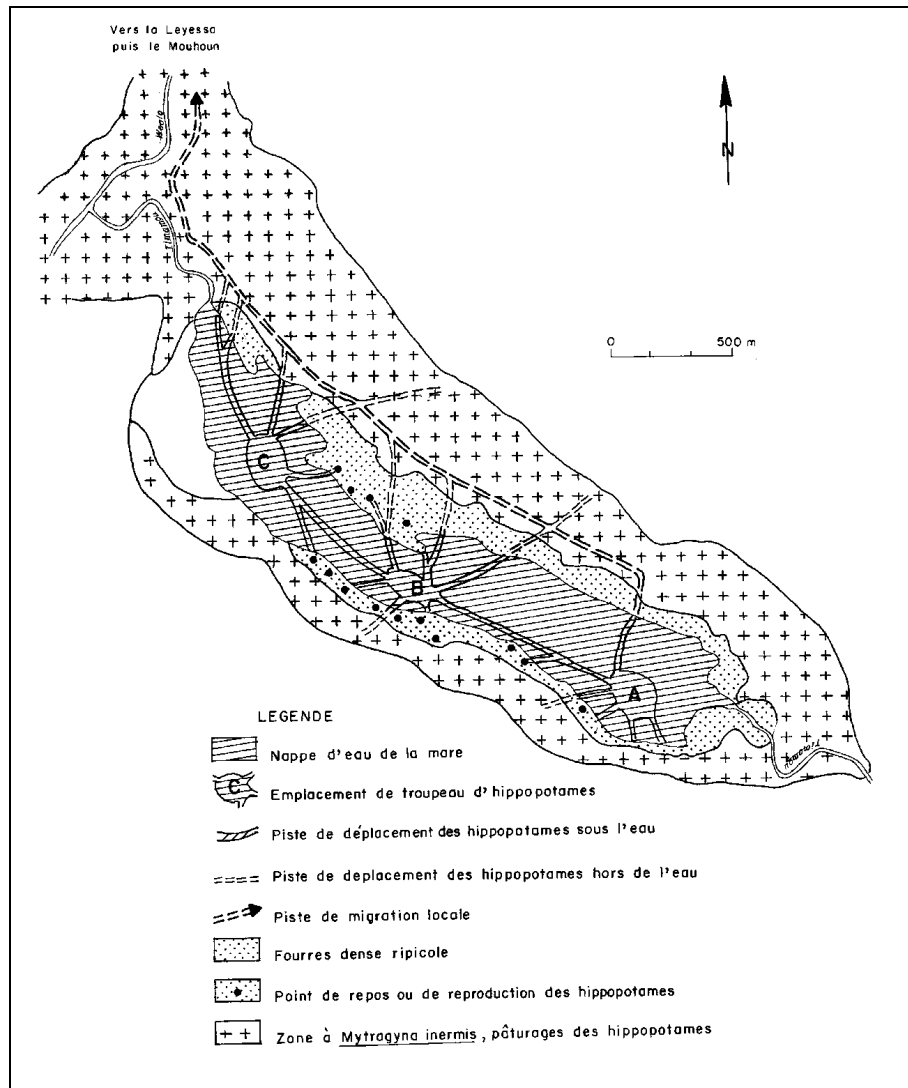 Vers la Leyessa
puis le Mouhoun
N
0 500 m
C
B
A
LEGENDE
Nappe d'eau de la mare
C
Emplacement de troupeau d'hippopotames
Piste de déplacement des hippopotames sous l'eau
Piste de deplacement des hippopotames hors de l'eau
Piste de migration locale
Fourres dense ripicole
Point de repos ou de reproduction des hippopotames
Zone à Mytragyna inermis, pâturages des hippopotames